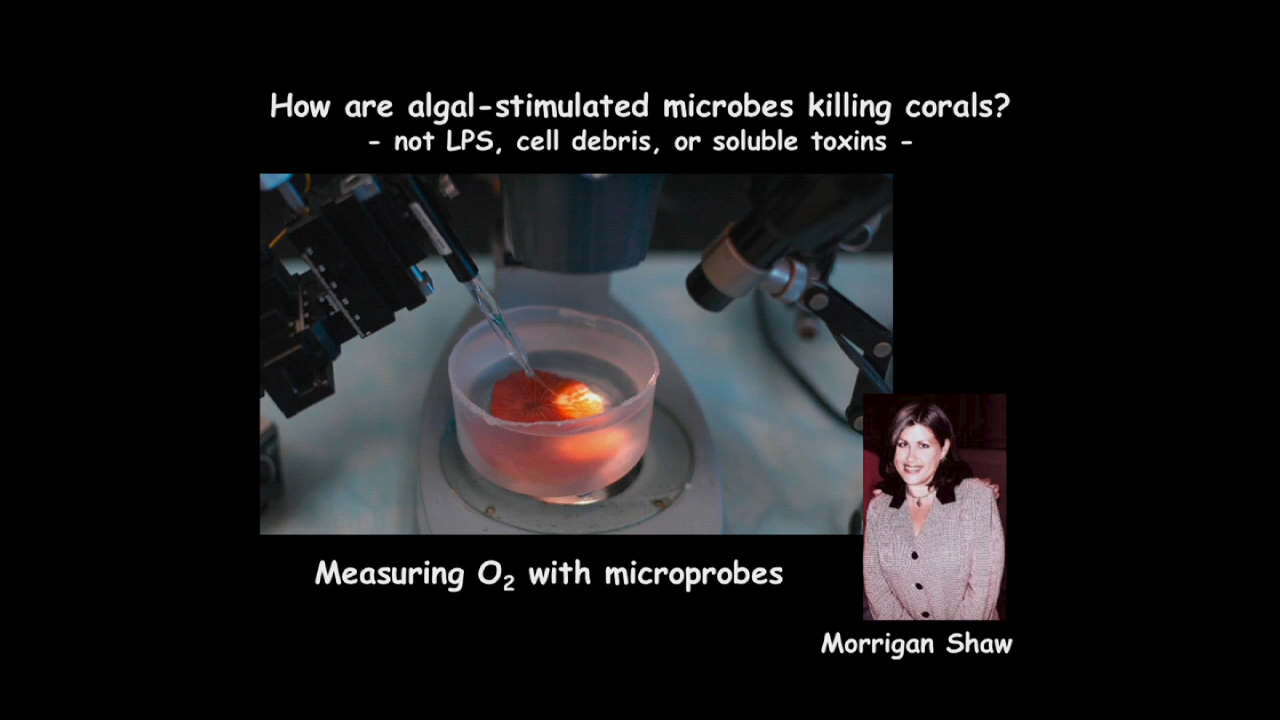 How are algal-stimulated microbes killing corals?
- not LPS, cell debris, or soluble toxins -
Measuring O₂ with microprobes
Morrigan Shaw